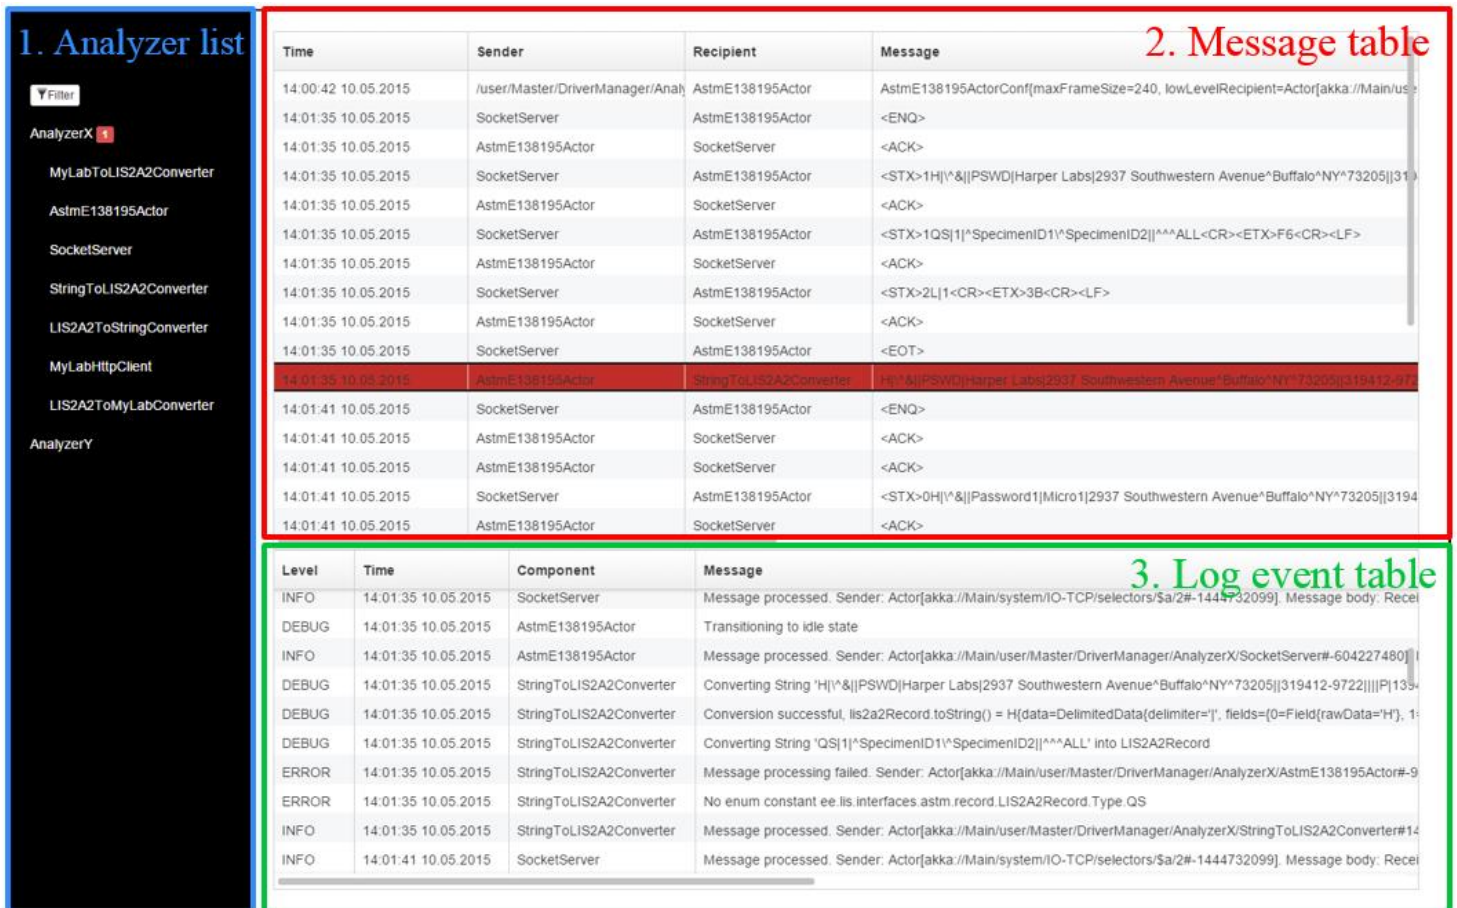 1. Analyzer list
Filter
AnalyzerX 1
MyLabToLIS2A2Converter
AstmE138195Actor
SocketServer
StringToLIS2A2Converter
LIS2A2ToStringConverter
MyLabHttpClient
LIS2A2ToMyLabConverter
AnalyzerY
2. Message table
Time Sender Recipient Message
14:00:42 10.05.2015 /user/Master/DriverManager/Analy AstmE138195Actor AstmE138195ActorConf{maxFrameSize=240, lowLevelRecipient=Actor[akka://Main/use
14:01:35 10.05.2015 SocketServer AstmE138195Actor <ENQ>
14:01:35 10.05.2015 AstmE138195Actor SocketServer <ACK>
14:01:35 10.05.2015 SocketServer AstmE138195Actor <STX>1H|\^&||PSWD|Harper Labs|2937 Southwestern Avenue^Buffalo^NY^73205||319
14:01:35 10.05.2015 AstmE138195Actor SocketServer <ACK>
14:01:35 10.05.2015 SocketServer AstmE138195Actor <STX>1QS|1|^SpecimenID1\^SpecimenID2||^^^ALL<CR><ETX>F6<CR><LF>
14:01:35 10.05.2015 AstmE138195Actor SocketServer <ACK>
14:01:35 10.05.2015 SocketServer AstmE138195Actor <STX>2L|1<CR><ETX>3B<CR><LF>
14:01:35 10.05.2015 AstmE138195Actor SocketServer <ACK>
14:01:35 10.05.2015 SocketServer AstmE138195Actor <EOT>
14:01:35 10.05.2015 AstmE138195Actor StringToLIS2A2Converter H|\^&||PSWD|Harper Labs|2937 Southwestern Avenue^Buffalo^NY^73205||319412-972
14:01:41 10.05.2015 SocketServer AstmE138195Actor <ENQ>
14:01:41 10.05.2015 AstmE138195Actor SocketServer <ACK>
14:01:41 10.05.2015 AstmE138195Actor SocketServer <ACK>
14:01:41 10.05.2015 SocketServer AstmE138195Actor <STX>0H|\^&||Password1|Micro1|2937 Southwestern Avenue^Buffalo^NY^73205||3194
14:01:41 10.05.2015 AstmE138195Actor SocketServer <ACK>
3. Log event table
Level Time Component Message
INFO 14:01:35 10.05.2015 SocketServer Message processed. Sender: Actor[akka://Main/system/IO-TCP/selectors/$a/2#-1444732099]. Message body: Recei
DEBUG 14:01:35 10.05.2015 AstmE138195Actor Transitioning to idle state
INFO 14:01:35 10.05.2015 AstmE138195Actor Message processed. Sender: Actor[akka://Main/user/Master/DriverManager/AnalyzerX/SocketServer#-604227480]
DEBUG 14:01:35 10.05.2015 StringToLIS2A2Converter Converting String 'H|\^&||PSWD|Harper Labs|2937 Southwestern Avenue^Buffalo^NY^73205||319412-9722||||P|1394
DEBUG 14:01:35 10.05.2015 StringToLIS2A2Converter Conversion successful, lis2a2Record.toString() = H{data=DelimitedData{delimiter='|', fields={0=Field{rawData='H'}, 1=
DEBUG 14:01:35 10.05.2015 StringToLIS2A2Converter Converting String 'QS|1|^SpecimenID1\^SpecimenID2||^^^ALL' into LIS2A2Record
ERROR 14:01:35 10.05.2015 StringToLIS2A2Converter Message processing failed. Sender: Actor[akka://Main/user/Master/DriverManager/AnalyzerX/AstmE138195Actor#-9
ERROR 14:01:35 10.05.2015 StringToLIS2A2Converter No enum constant ee.lis.interfaces.astm.record.LIS2A2Record.Type.QS
INFO 14:01:35 10.05.2015 StringToLIS2A2Converter Message processed. Sender: Actor[akka://Main/user/Master/DriverManager/AnalyzerX/StringToLIS2A2Converter#14
INFO 14:01:41 10.05.2015 SocketServer Message processed. Sender: Actor[akka://Main/system/IO-TCP/selectors/$a/2#-1444732099]. Message body: Recei